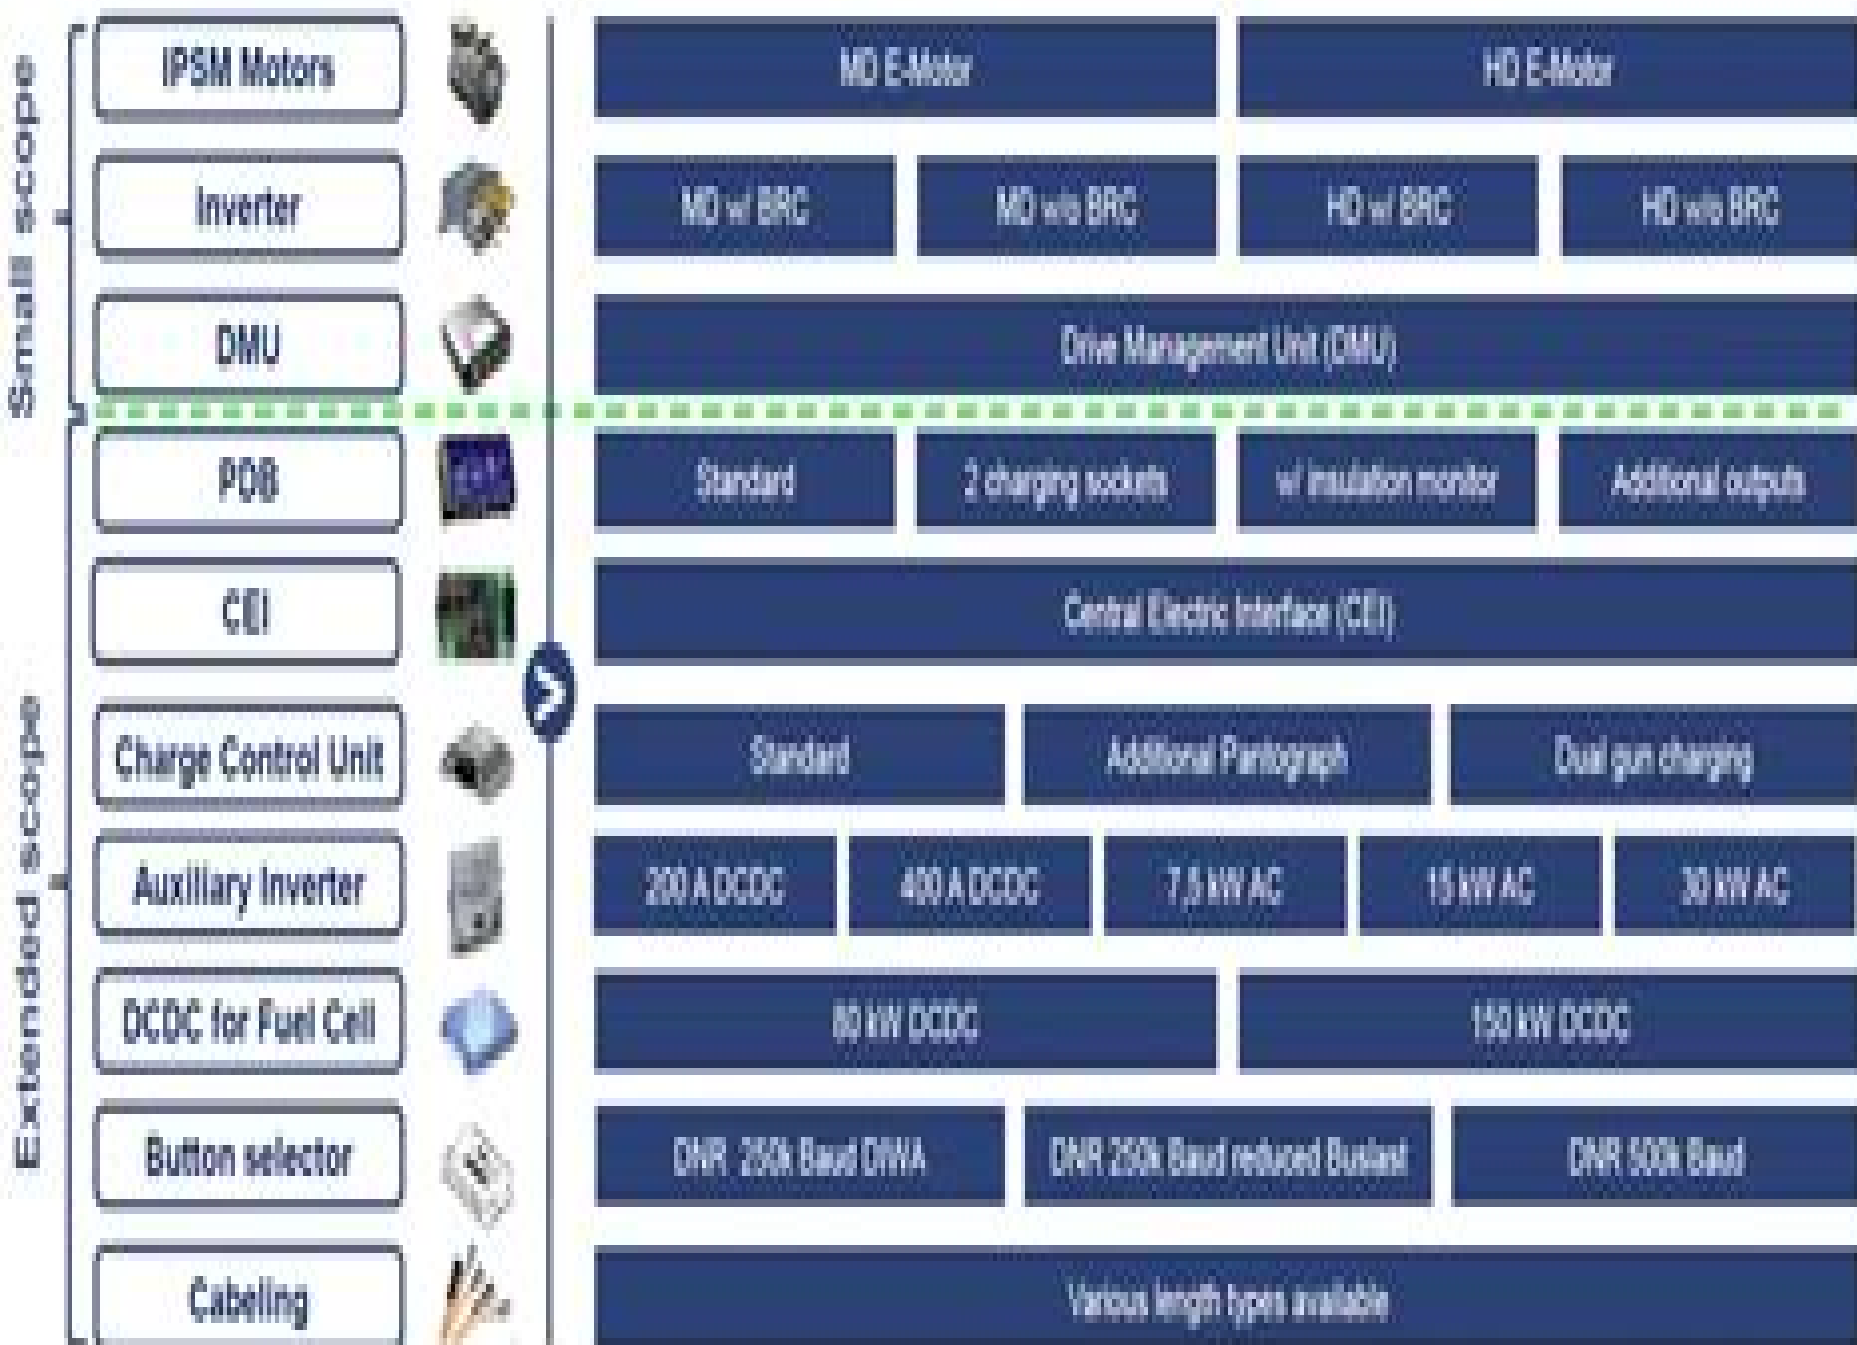 Small scope
IPSM Motors
MD E-Motor
HD E-Motor
Inverter
MD w/ BRC
MD w/o BRC
HD w/ BRC
HD w/o BRC
DMU
Drive Management Unit (DMU)
Extended scope
PDB
Standard
2 charging sockets
w/ insulation monitor
Additional outputs
CEI
Central Electric Interface (CEI)
Charge Control Unit
Standard
Additional Pantograph
Dual gun charging
Auxiliary Inverter
200 A DCDC
400 A DCDC
7,5 kW AC
15 kW AC
30 kW AC
DCDC for Fuel Cell
80 kW DCDC
150 kW DCDC
Button selector
DNR 250k Baud DIWA
DNR 250k Baud reduced Buslast
DNR 500k Baud
Cabeling
Various length types available